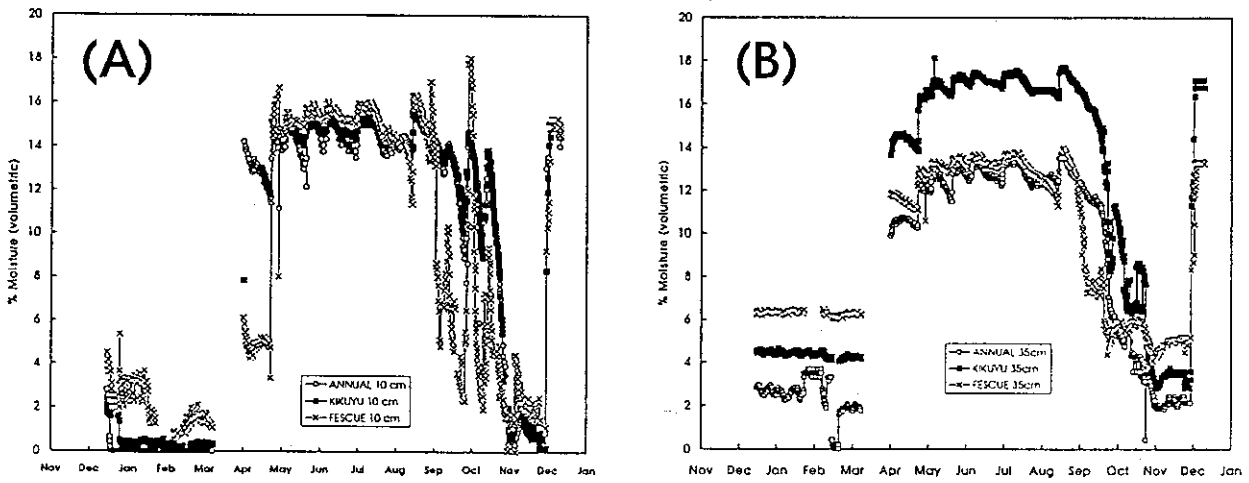 (A)
% Moisture (volumetric)
20
18
16
14
12
10
8
6
4
2
0
Nov Dec Jan Feb Mar Apr May Jun Jul Aug Sep Oct Nov Dec Jan
ANNUAL 10 cm
KIKUYU 10 cm
FESCUE 10 cm
(B)
% Moisture (volumetric)
20
18
16
14
12
10
8
6
4
2
0
Nov Dec Jan Feb Mar Apr May Jun Jul Aug Sep Oct Nov Dec Jan
ANNUAL 35cm
KIKUYU 35cm
FESCUE 35cm